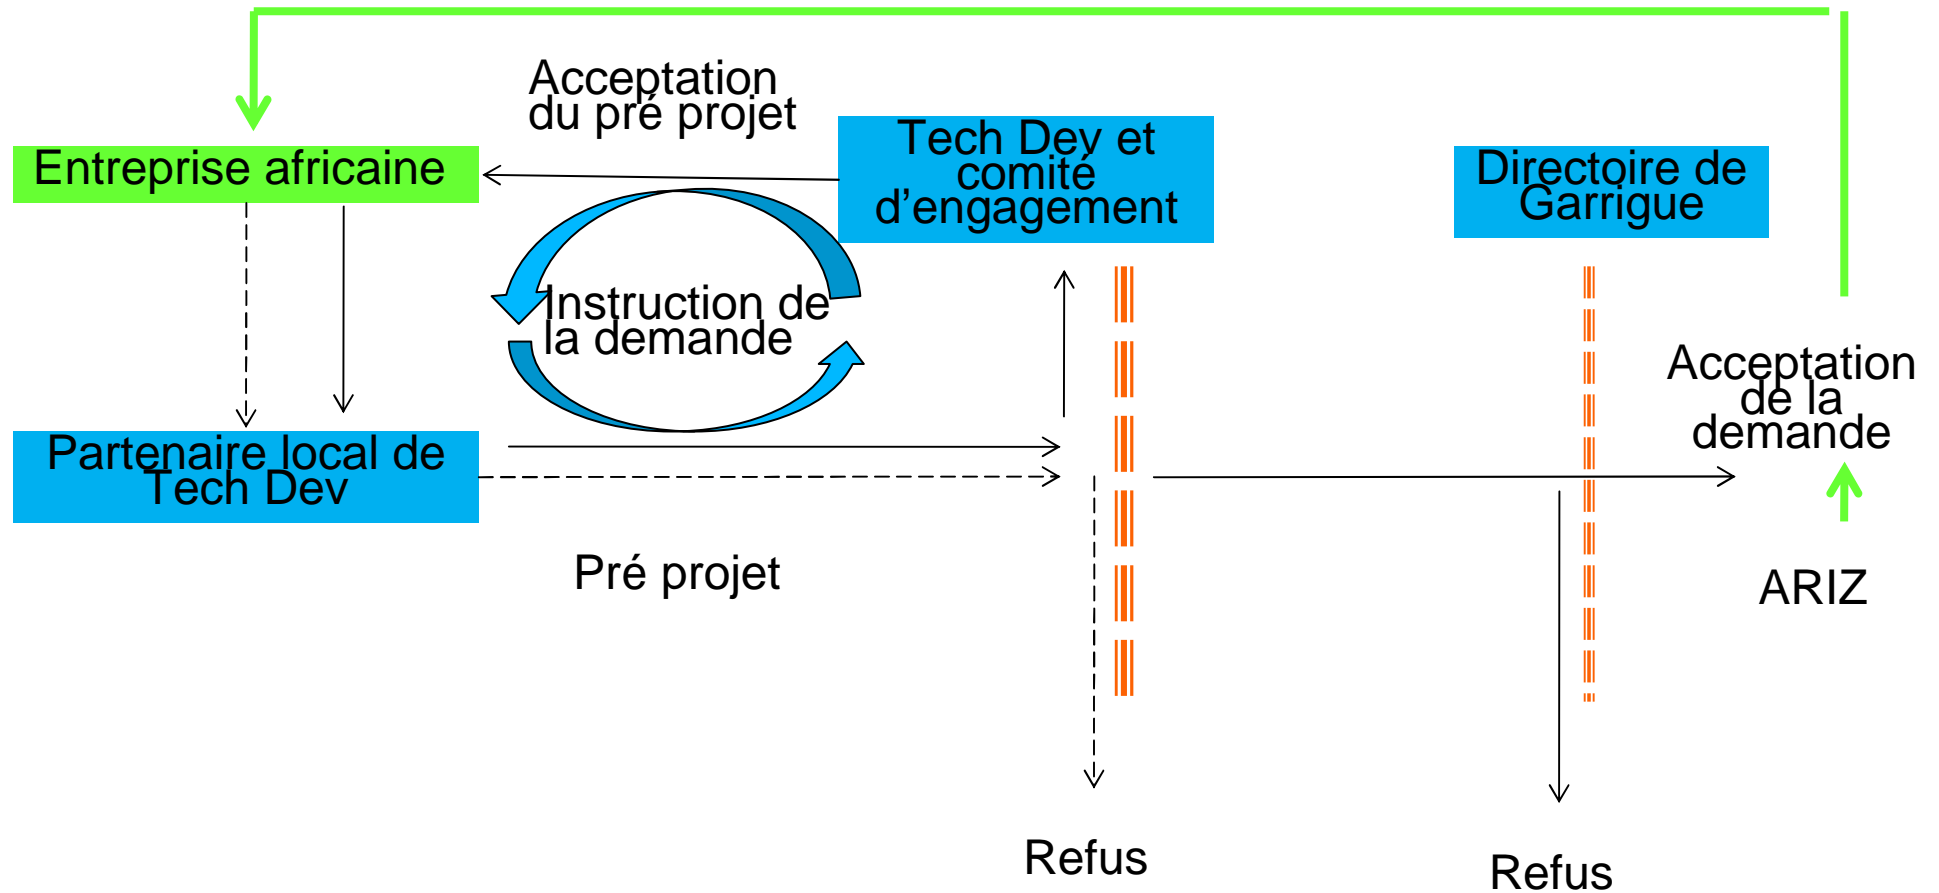 Acceptation
du pré projet
Entreprise africaine
Tech Dev et
comité
d’engagement
Directoire de
Garrigue
Instruction de
la demande
Acceptation
de la
demande
Partenaire local de
Tech Dev
Pré projet
ARIZ
Refus
Refus